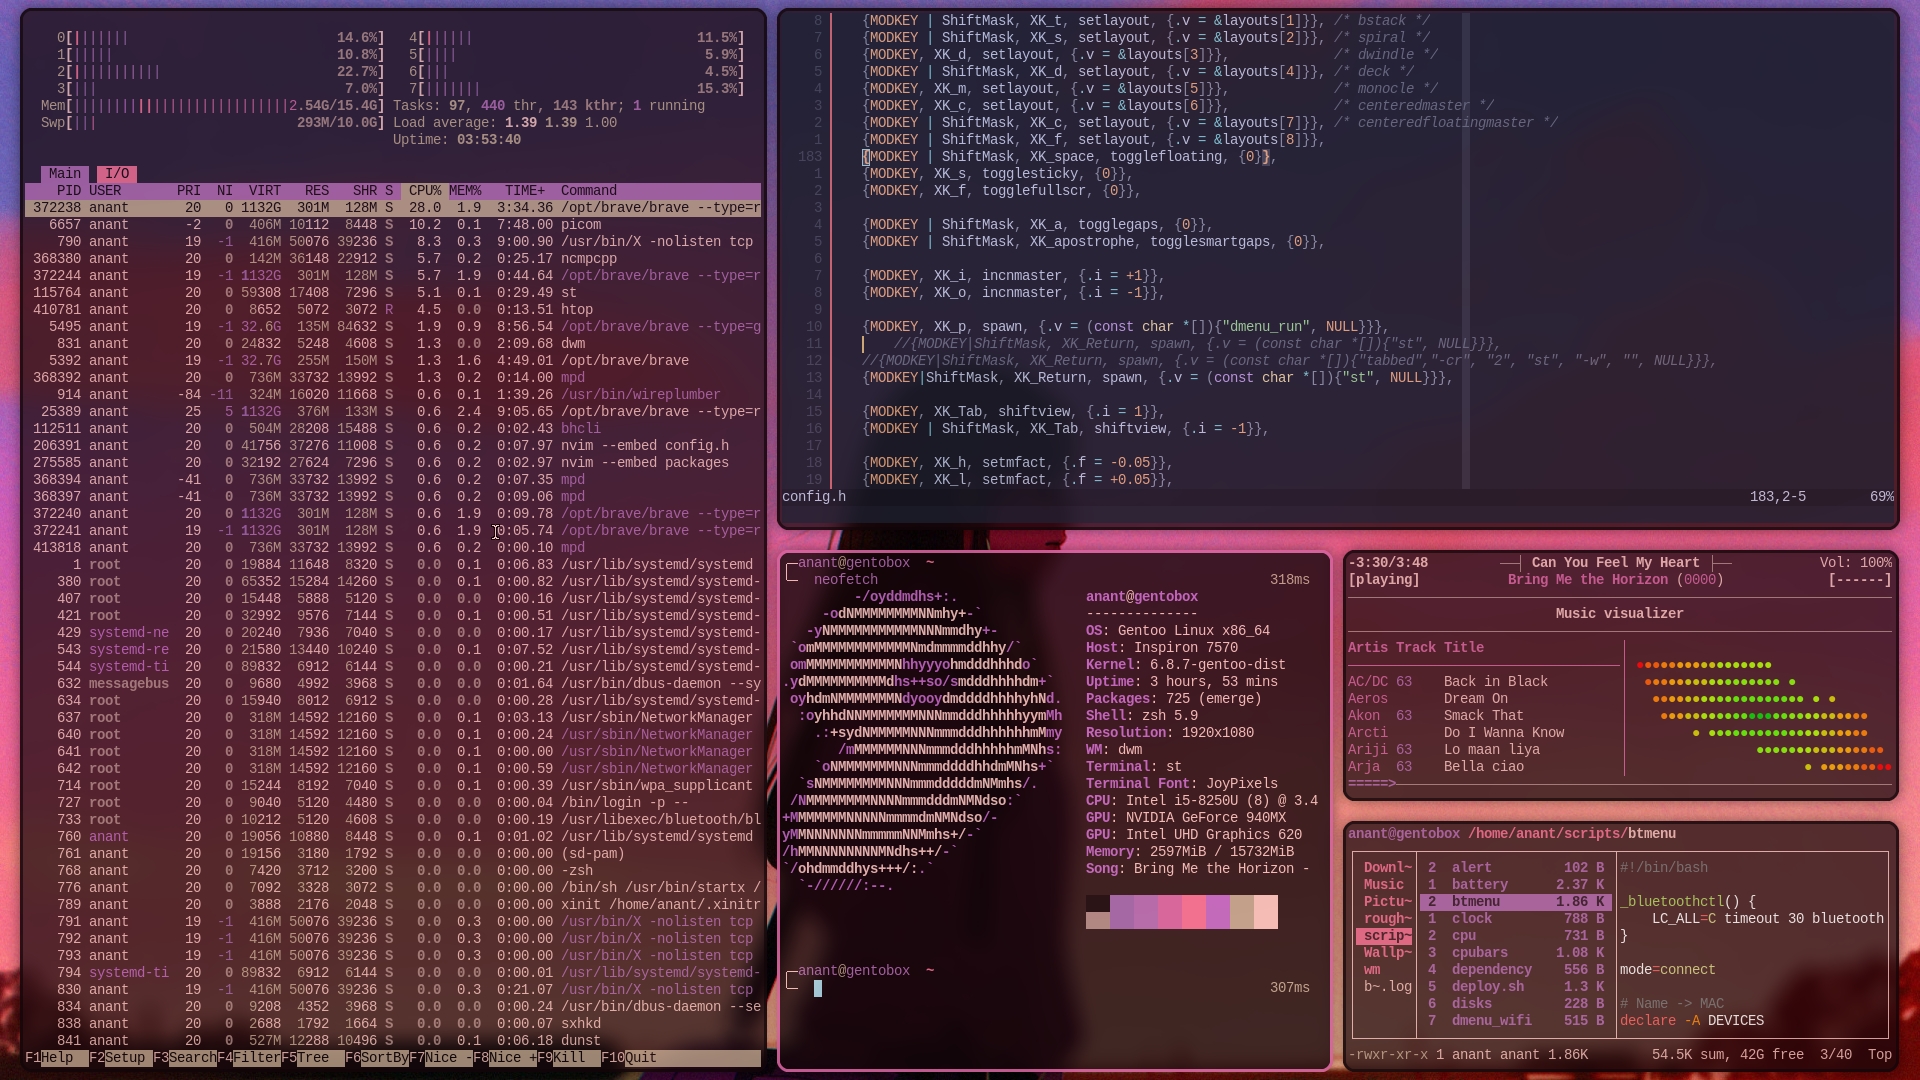 0[||||||| 14.6%] 4[|||||| 11.5%]
1[||||| 10.8%] 5[|||| 5.9%]
2[||||||||||| 22.7%] 6[||| 4.5%]
3[||| 7.0%] 7[||||||| 15.3%]
Mem[|||||||||||||||||||||||||||2.54G/15.4G] Tasks: 97, 440 thr, 143 kthr; 1 running
Swp[||| 293M/10.0G] Load average: 1.39 1.39 1.00
Uptime: 03:53:40
Main I/O
PID USER PRI NI VIRT RES SHR S CPU% MEM% TIME+ Command
372238 anant 20 0 1132G 301M 128M S 28.0 1.9 3:34.36 /opt/brave/brave --type=r
6657 anant -2 0 406M 10112 8448 S 10.2 0.1 7:48.00 picom
790 anant 19 -1 416M 50076 39236 S 8.3 0.3 9:00.90 /usr/bin/X -nolisten tcp
368380 anant 20 0 142M 36148 22912 S 5.7 0.2 0:25.17 ncmpcpp
372244 anant 19 -1 1132G 301M 128M S 5.7 1.9 0:44.64 /opt/brave/brave --type=r
115764 anant 20 0 59308 17408 7296 S 5.1 0.1 0:29.49 st
410781 anant 20 0 8652 5072 3072 R 4.5 0.0 0:13.51 htop
5495 anant 19 -1 32.6G 135M 84632 S 1.9 0.9 8:56.54 /opt/brave/brave --type=g
831 anant 20 0 24832 5248 4608 S 1.3 0.0 2:09.68 dwm
5392 anant 19 -1 32.7G 255M 150M S 1.3 1.6 4:49.01 /opt/brave/brave
368392 anant 20 0 736M 33732 13992 S 1.3 0.2 0:14.00 mpd
914 anant -84 -11 324M 16020 11668 S 0.6 0.1 1:39.26 /usr/bin/wireplumber
25389 anant 25 5 1132G 376M 133M S 0.6 2.4 9:05.65 /opt/brave/brave --type=r
112511 anant 20 0 504M 28208 15488 S 0.6 0.2 0:02.43 bhcli
206391 anant 20 0 41756 37276 11008 S 0.6 0.2 0:07.97 nvim --embed config.h
275585 anant 20 0 32192 27624 7296 S 0.6 0.2 0:02.97 nvim --embed packages
368394 anant -41 0 736M 33732 13992 S 0.6 0.2 0:07.35 mpd
368397 anant -41 0 736M 33732 13992 S 0.6 0.2 0:09.06 mpd
372240 anant 20 0 1132G 301M 128M S 0.6 1.9 0:09.78 /opt/brave/brave --type=r
372241 anant 19 -1 1132G 301M 128M S 0.6 1.9 0:05.74 /opt/brave/brave --type=r
413818 anant 20 0 736M 33732 13992 S 0.6 0.2 0:00.10 mpd
1 root 20 0 19884 11648 8320 S 0.0 0.1 0:06.83 /usr/lib/systemd/systemd
380 root 20 0 65352 15284 14260 S 0.0 0.1 0:00.82 /usr/lib/systemd/systemd-
407 root 20 0 15448 5888 5120 S 0.0 0.0 0:00.16 /usr/lib/systemd/systemd-
421 root 20 0 32992 9576 7144 S 0.0 0.1 0:00.51 /usr/lib/systemd/systemd-
429 systemd-ne 20 0 20240 7936 7040 S 0.0 0.0 0:00.17 /usr/lib/systemd/systemd-
543 systemd-re 20 0 21580 13440 10240 S 0.0 0.1 0:07.52 /usr/lib/systemd/systemd-
544 systemd-ti 20 0 89832 6912 6144 S 0.0 0.0 0:00.21 /usr/lib/systemd/systemd-
632 messagebus 20 0 9680 4992 3968 S 0.0 0.0 0:01.64 /usr/bin/dbus-daemon --sy
634 root 20 0 15940 8012 6912 S 0.0 0.0 0:00.28 /usr/lib/systemd/systemd-
637 root 20 0 318M 14592 12160 S 0.0 0.1 0:03.13 /usr/sbin/NetworkManager
640 root 20 0 318M 14592 12160 S 0.0 0.1 0:00.24 /usr/sbin/NetworkManager
641 root 20 0 318M 14592 12160 S 0.0 0.1 0:00.00 /usr/sbin/NetworkManager
642 root 20 0 318M 14592 12160 S 0.0 0.1 0:00.59 /usr/sbin/NetworkManager
714 root 20 0 15244 8192 7040 S 0.0 0.1 0:00.39 /usr/sbin/wpa_supplicant
727 root 20 0 9040 5120 4480 S 0.0 0.0 0:00.04 /bin/login -p --
733 root 20 0 10212 5120 4608 S 0.0 0.0 0:00.19 /usr/libexec/bluetooth/bl
760 anant 20 0 19056 10880 8448 S 0.0 0.1 0:01.02 /usr/lib/systemd/systemd
761 anant 20 0 19156 3180 1792 S 0.0 0.0 0:00.00 (sd-pam)
768 anant 20 0 7420 3712 3200 S 0.0 0.0 0:00.00 -zsh
776 anant 20 0 7092 3328 3072 S 0.0 0.0 0:00.00 /bin/sh /usr/bin/startx /
789 anant 20 0 3888 2176 2048 S 0.0 0.0 0:00.00 xinit /home/anant/.xinitr
791 anant 19 -1 416M 50076 39236 S 0.0 0.3 0:00.00 /usr/bin/X -nolisten tcp
792 anant 19 -1 416M 50076 39236 S 0.0 0.3 0:00.00 /usr/bin/X -nolisten tcp
793 anant 19 -1 416M 50076 39236 S 0.0 0.3 0:00.00 /usr/bin/X -nolisten tcp
794 systemd-ti 20 0 89832 6912 6144 S 0.0 0.0 0:00.01 /usr/lib/systemd/systemd-
830 anant 19 -1 416M 50076 39236 S 0.0 0.3 0:21.07 /usr/bin/X -nolisten tcp
834 anant 20 0 9208 4352 3968 S 0.0 0.0 0:00.24 /usr/bin/dbus-daemon --se
838 anant 20 0 2688 1792 1664 S 0.0 0.0 0:00.07 sxhkd
841 anant 20 0 527M 12288 10496 S 0.0 0.1 0:06.18 dunst
F1Help F2Setup F3SearchF4FilterF5Tree F6SortByF7Nice -F8Nice +F9Kill F10Quit
8 {MODKEY | ShiftMask, XK_t, setlayout, {.v = &layouts[1]}}, /* bstack */
7 {MODKEY | ShiftMask, XK_s, setlayout, {.v = &layouts[2]}}, /* spiral */
6 {MODKEY, XK_d, setlayout, {.v = &layouts[3]}}, /* dwindle */
5 {MODKEY | ShiftMask, XK_d, setlayout, {.v = &layouts[4]}}, /* deck */
4 {MODKEY, XK_m, setlayout, {.v = &layouts[5]}}, /* monocle */
3 {MODKEY, XK_c, setlayout, {.v = &layouts[6]}}, /* centeredmaster */
2 {MODKEY | ShiftMask, XK_c, setlayout, {.v = &layouts[7]}}, /* centeredfloatingmaster */
1 {MODKEY | ShiftMask, XK_f, setlayout, {.v = &layouts[8]}},
183 {MODKEY | ShiftMask, XK_space, togglefloating, {0}},
1 {MODKEY, XK_s, togglesticky, {0}},
2 {MODKEY, XK_f, togglefullscr, {0}},
3
4 {MODKEY | ShiftMask, XK_a, togglegaps, {0}},
5 {MODKEY | ShiftMask, XK_apostrophe, togglesmartgaps, {0}},
6
7 {MODKEY, XK_i, incnmaster, {.i = +1}},
8 {MODKEY, XK_o, incnmaster, {.i = -1}},
9
10 {MODKEY, XK_p, spawn, {.v = (const char *[]){"dmenu_run", NULL}}},
11 //{MODKEY|ShiftMask, XK_Return, spawn, {.v = (const char *[]){"st", NULL}}},
12 //{MODKEY|ShiftMask, XK_Return, spawn, {.v = (const char *[]){"tabbed","-cr", "2", "st", "-w", "", NULL}}},
13 {MODKEY|ShiftMask, XK_Return, spawn, {.v = (const char *[]){"st", NULL}}},
14
15 {MODKEY, XK_Tab, shiftview, {.i = 1}},
16 {MODKEY | ShiftMask, XK_Tab, shiftview, {.i = -1}},
17
18 {MODKEY, XK_h, setmfact, {.f = -0.05}},
19 {MODKEY, XK_l, setmfact, {.f = +0.05}},
config.h 183,2-5 69%
anant@gentobox ~
neofetch 318ms
-/oyddmdhs+:.
-odNMMMMMMMMNNmhy+-`
-yNMMMMMMMMMMMNNNmmdhy+-
`omMMMMMMMMMMMMNmdmmmmddhhy/`
omMMMMMMMMMMMNhhyyyohmdddhhhdo`
.ydMMMMMMMMMMdhs++so/smdddhhhhdm+`
oyhdmNMMMMMMMNdyooydmddddhhhhyhNd.
:oyhhdNNMMMMMMMNNNmmdddhhhhhyymMh
.:+sydNMMMMMNNNmmmdddhhhhhhmMmy
/mMMMMMMNNNmmmdddhhhhhmMNhs:
`oNMMMMMMMNNNmmmddddhhdmMNhs+`
`sNMMMMMMMMNNNmmmdddddmNMmhs/.
/NMMMMMMMMNNNNmmmdddmNMNdso:`
+MMMMMMMNNNNNmmmmdmNMNdso/-
yMMNNNNNNNmmmmmNNMmhs+/-`
/hMMNNNNNNNNMNdhs++/-`
`/ohdmmddhys+++/:.`
`-//////:--.
anant@gentobox
--------------
OS: Gentoo Linux x86_64
Host: Inspiron 7570
Kernel: 6.8.7-gentoo-dist
Uptime: 3 hours, 53 mins
Packages: 725 (emerge)
Shell: zsh 5.9
Resolution: 1920x1080
WM: dwm
Terminal: st
Terminal Font: JoyPixels
CPU: Intel i5-8250U (8) @ 3.4
GPU: NVIDIA GeForce 940MX
GPU: Intel UHD Graphics 620
Memory: 2597MiB / 15732MiB
Song: Bring Me the Horizon -
anant@gentobox ~
307ms
-3:30/3:48 Can You Feel My Heart Vol: 100%
[playing] Bring Me the Horizon (0000) [------]
Music visualizer
Artis Track Title
AC/DC 63 Back in Black
Aeros Dream On
Akon 63 Smack That
Arcti Do I Wanna Know
Ariji 63 Lo maan liya
Arja 63 Bella ciao
=====>
anant@gentobox /home/anant/scripts/btmenu
Downl~ 2 alert 102 B #!/bin/bash
Music 1 battery 2.37 K
Pictu~ 2 btmenu 1.86 K _bluetoothctl() {
rough~ 1 clock 788 B LC_ALL=C timeout 30 bluetooth
scrip~ 2 cpu 731 B }
Wallp~ 3 cpubars 1.08 K
wm 4 dependency 556 B mode=connect
b~.log 5 deploy.sh 1.3 K
6 disks 228 B # Name -> MAC
7 dmenu_wifi 515 B declare -A DEVICES
-rwxr-xr-x 1 anant anant 1.86K 54.5K sum, 42G free 3/40 Top